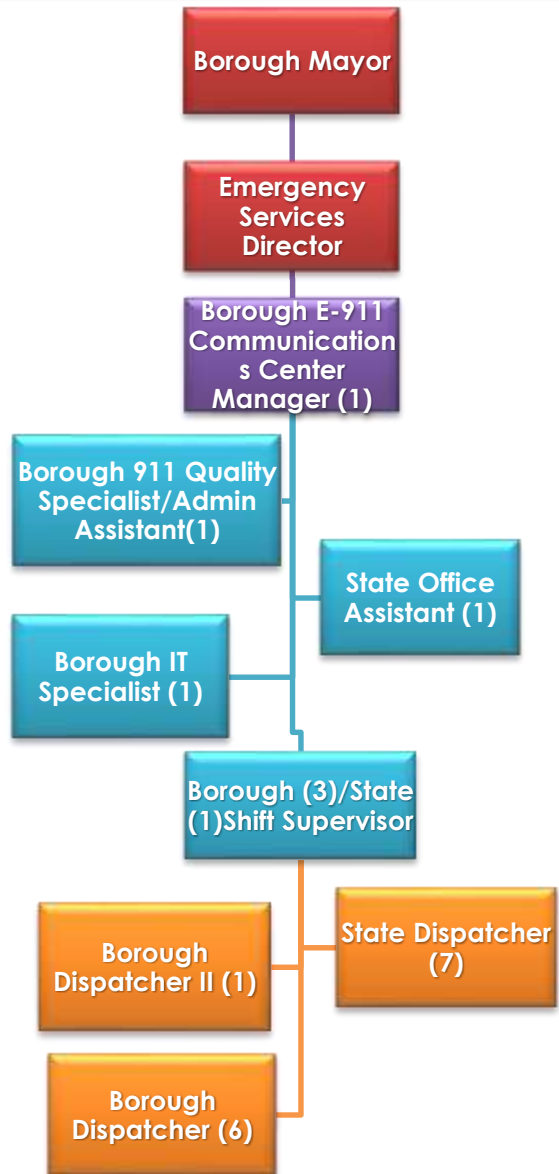 Borough Mayor
Emergency
Services
Director
Borough E-911
Communication
s Center
Manager (1)
Borough 911 Quality
Specialist/Admin
Assistant(1)
State Office
Assistant (1)
Borough IT
Specialist (1)
Borough (3)/State
(1)Shift Supervisor
State Dispatcher
(7)
Borough
Dispatcher II (1)
Borough
Dispatcher (6)